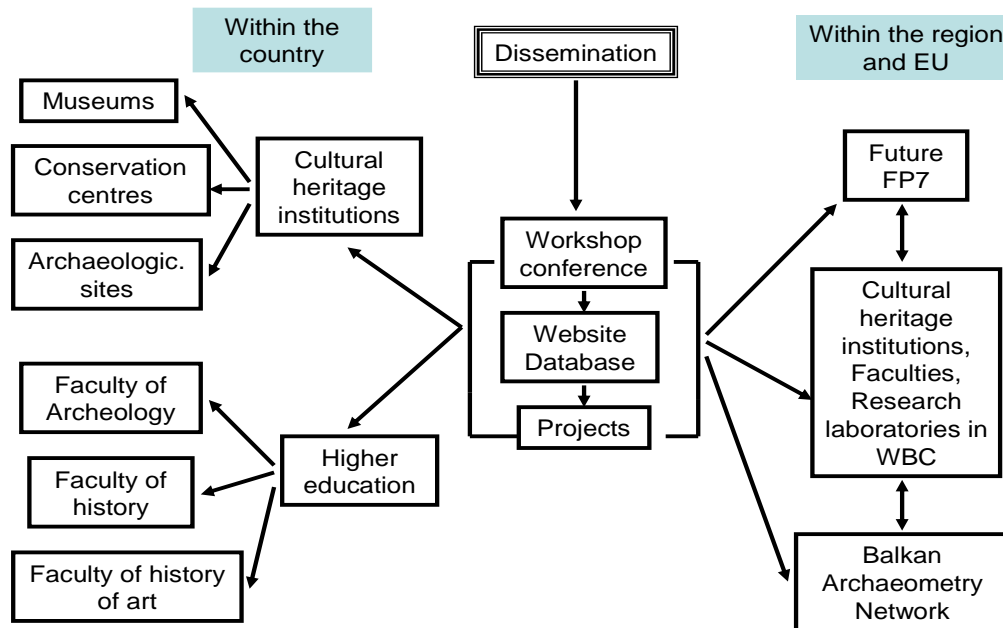 Within the
country
Dissemination
Within the region
and EU
Museums
Conservation
centres
Archaeologic.
sites
Cultural
heritage
institutions
Faculty of
Archeology
Faculty of
history
Faculty of history
of art
Higher
education
Workshop
conference
Website
Database
Projects
Future
FP7
Cultural
heritage
institutions,
Faculties,
Research
laboratories in
WBC
Balkan
Archaeometry
Network